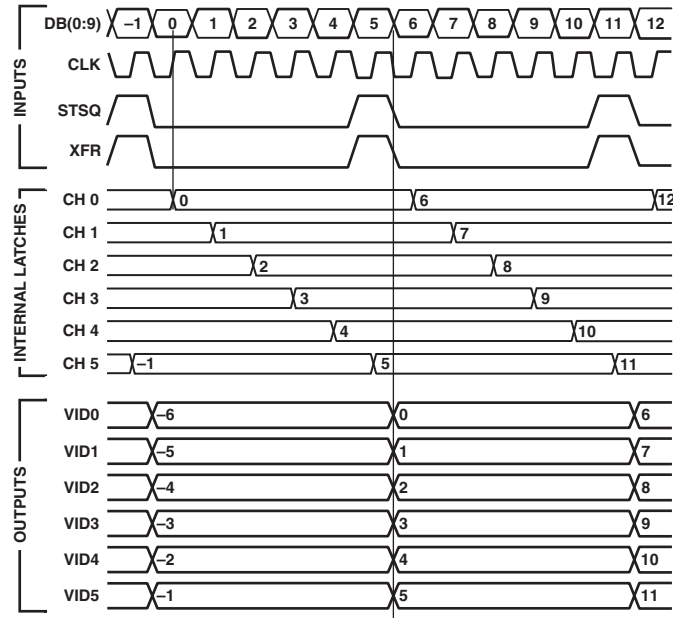 DB(0:9) –1 0 1 2 3 4 5 6 7 8 9 10 11 12
CLK
STSQ
XFR
INPUTS
CH 0 0 6 12
CH 1 1 7
CH 2 2 8
CH 3 3 9
CH 4 4 10
CH 5 –1 5 11
INTERNAL LATCHES
VID0 –6 0 6
VID1 –5 1 7
VID2 –4 2 8
VID3 –3 3 9
VID4 –2 4 10
VID5 –1 5 11
OUTPUTS